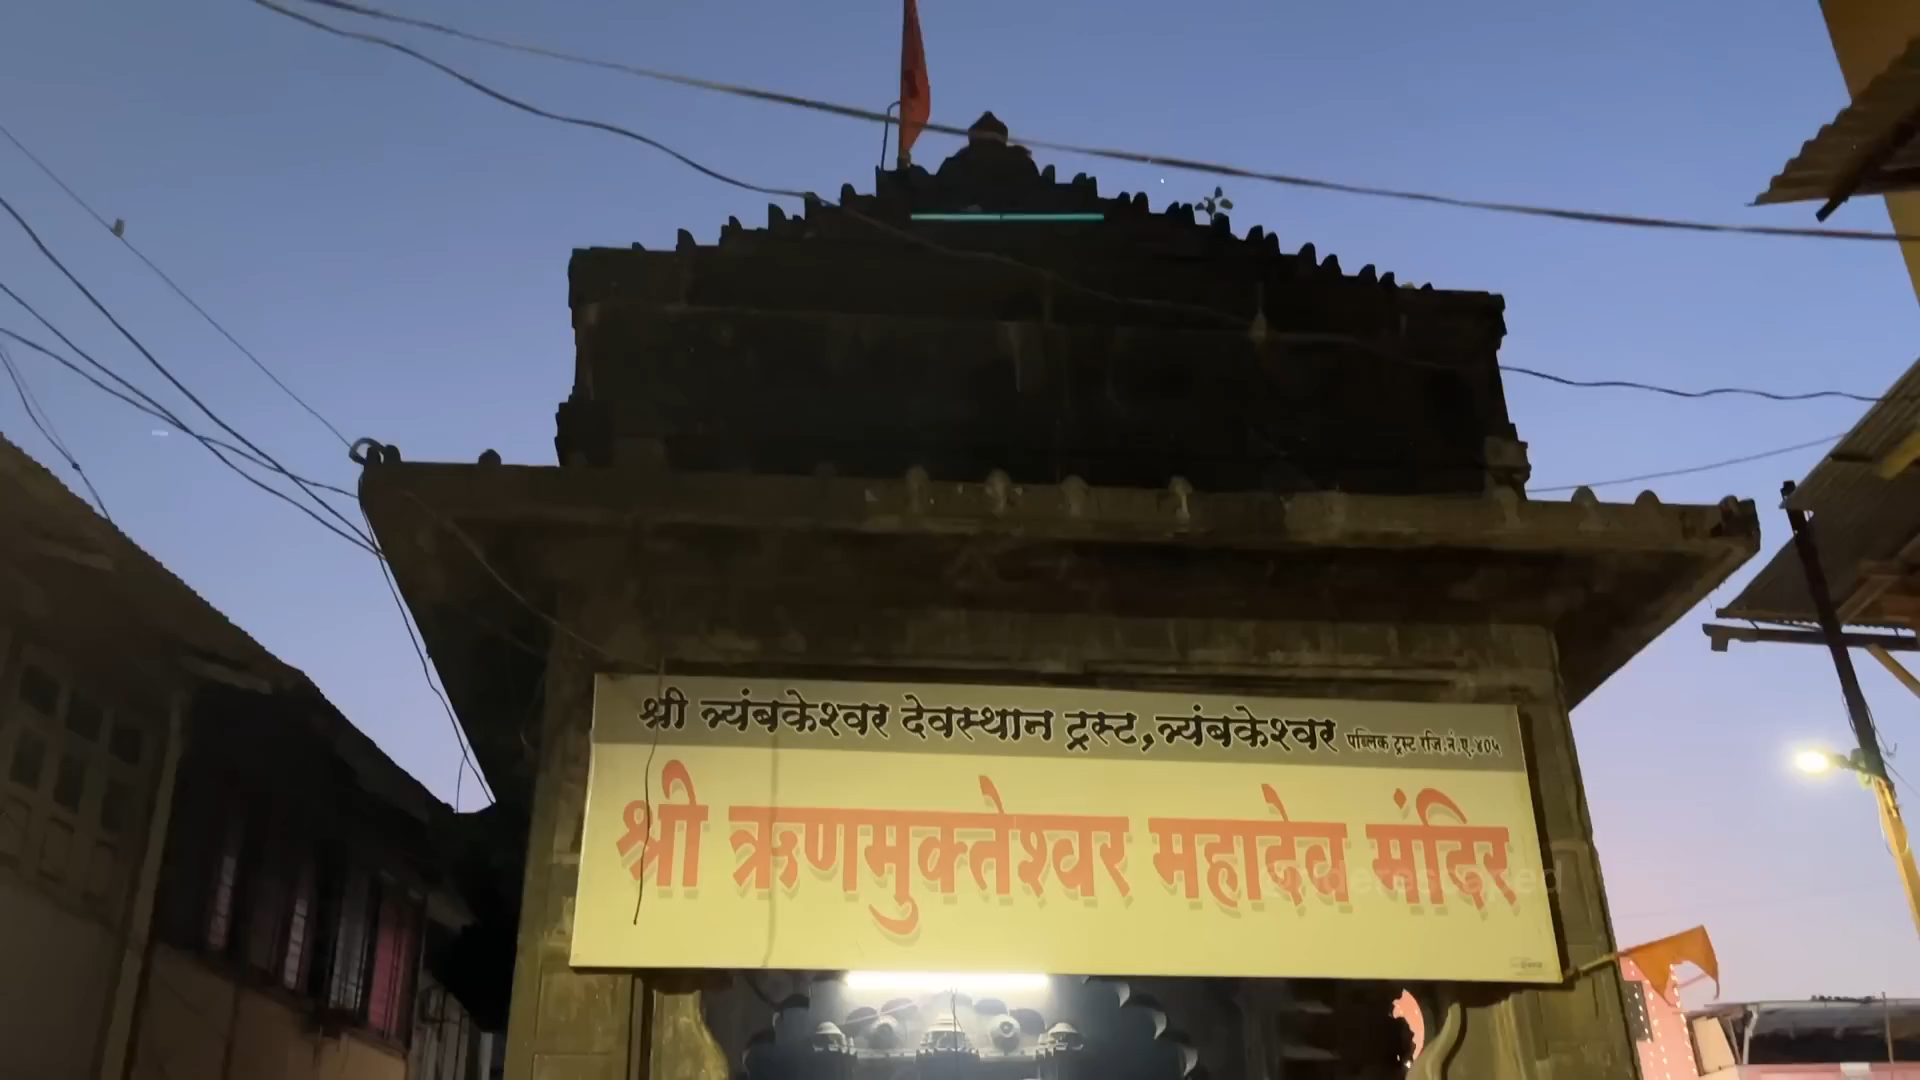 श्री त्र्यंबकेश्वर देवस्थान ट्रस्ट, त्र्यंबकेश्वर पब्लिक ट्रस्ट रजि.नं.ए.४०५
श्री ऋणमुक्तेश्वर महादेव मंदिर